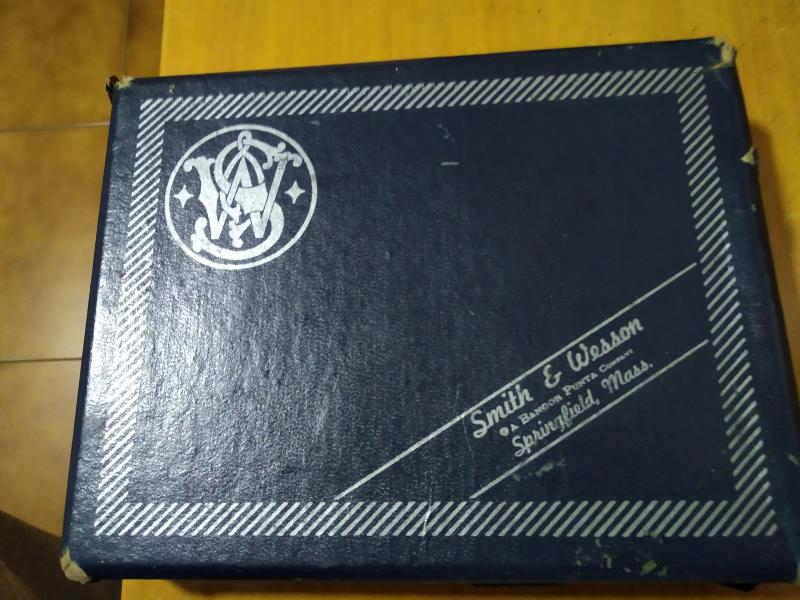 S&W
Smith & Wesson
A BANGOR PUNTA COMPANY
Springfield, Mass.